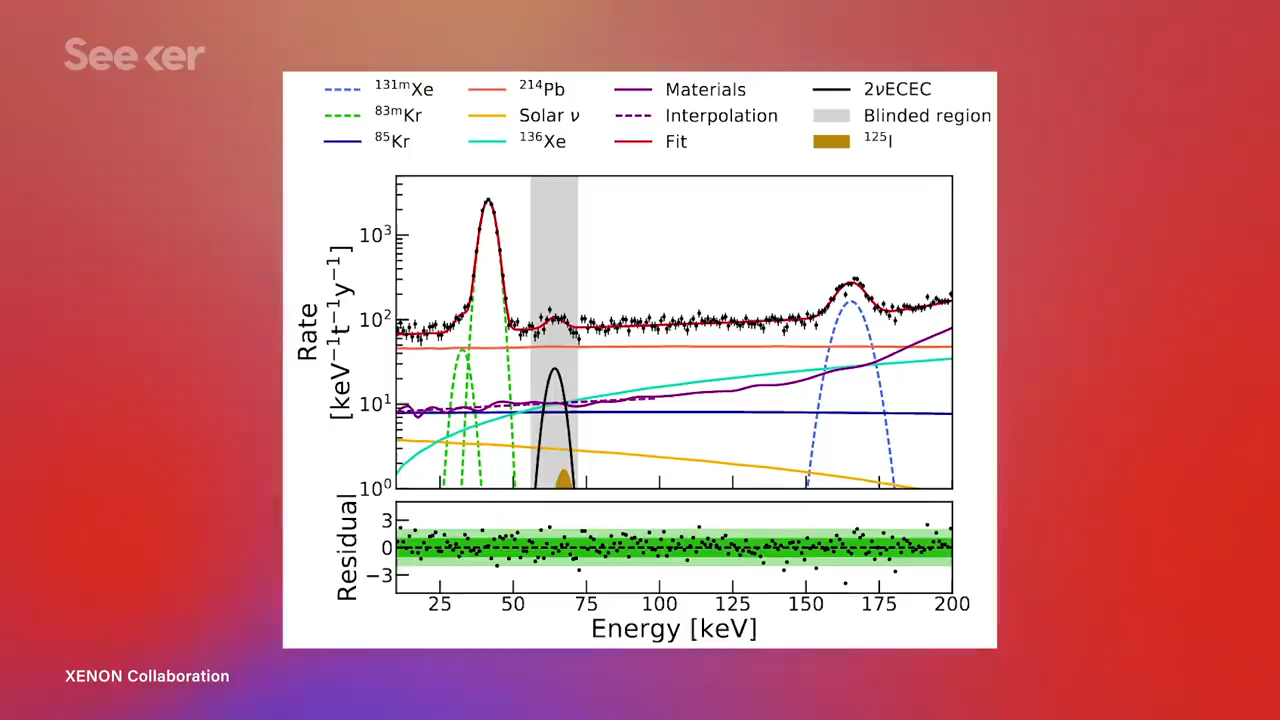 Seeker
131mXe
214Pb
Materials
2νECEC
83mKr
Solar ν
Interpolation
Blinded region
85Kr
136Xe
Fit
125I
Rate
[keV⁻¹t⁻¹y⁻¹]
10³
10²
10¹
10⁰
Residual
3
0
−3
25 50 75 100 125 150 175 200
Energy [keV]
XENON Collaboration